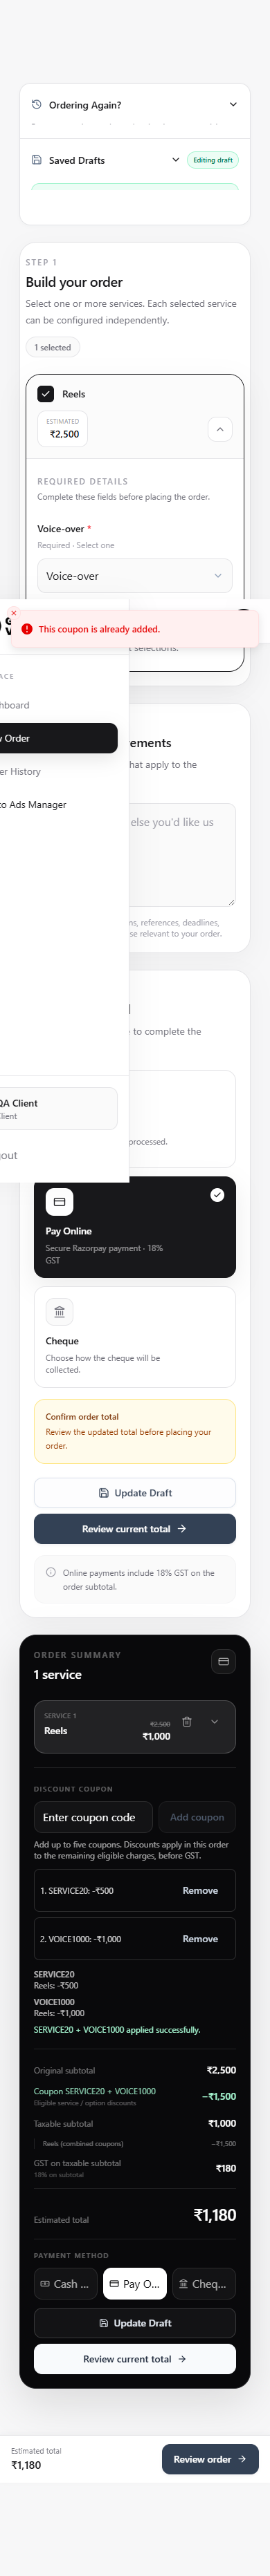 Ordering Again?
Saved Drafts
Editing draft
STEP 1
Build your order
Select one or more services. Each selected service
can be configured independently.
1 selected
Reels
ESTIMATED
₹2,500
REQUIRED DETAILS
Complete these fields before placing the order.
Voice-over *
Required · Select one
Voice-over
This coupon is already added.
New Order
Order History
to Ads Manager
that apply to the
else you'd like us
ns, references, deadlines,
se relevant to your order.
to complete the
QA Client
Client
processed.
Pay Online
Secure Razorpay payment · 18%
GST
Cheque
Choose how the cheque will be
collected.
Confirm order total
Review the updated total before placing your
order.
Update Draft
Review current total
Online payments include 18% GST on the
order subtotal.
ORDER SUMMARY
1 service
SERVICE 1
Reels
₹2,500
₹1,000
DISCOUNT COUPON
Enter coupon code
Add coupon
Add up to five coupons. Discounts apply in this order
to the remaining eligible charges, before GST.
1. SERVICE20: -₹500
Remove
2. VOICE1000: -₹1,000
Remove
SERVICE20
Reels: -₹500
VOICE1000
Reels: -₹1,000
SERVICE20 + VOICE1000 applied successfully.
Original subtotal
₹2,500
Coupon SERVICE20 + VOICE1000
Eligible service / option discounts
−₹1,500
Taxable subtotal
₹1,000
Reels (combined coupons)
−₹1,500
GST on taxable subtotal
18% on subtotal
₹180
Estimated total
₹1,180
PAYMENT METHOD
Cash ...
Pay O...
Cheq...
Update Draft
Review current total
Estimated total
₹1,180
Review order